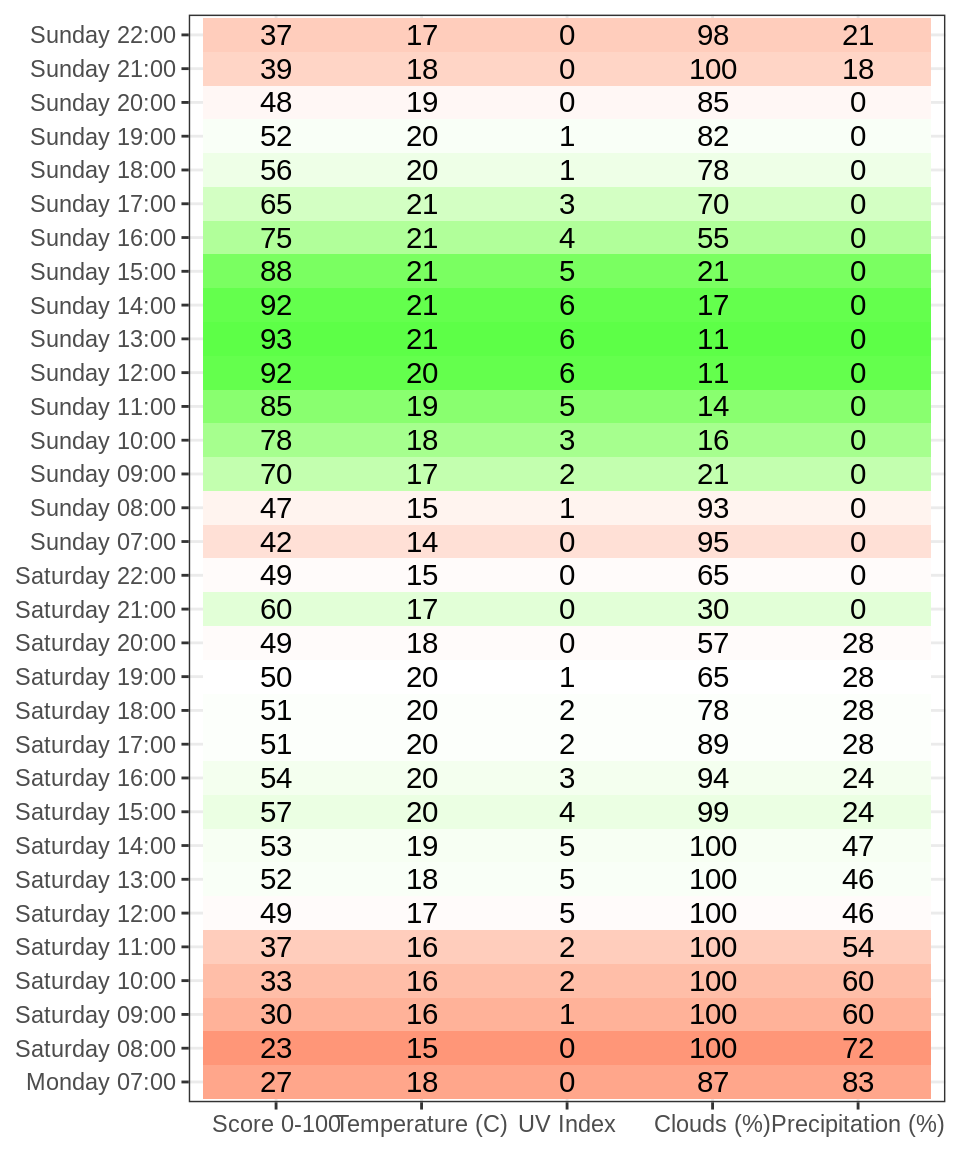 Sunday 22:00 37 17 0 98 21
Sunday 21:00 39 18 0 100 18
Sunday 20:00 48 19 0 85 0
Sunday 19:00 52 20 1 82 0
Sunday 18:00 56 20 1 78 0
Sunday 17:00 65 21 3 70 0
Sunday 16:00 75 21 4 55 0
Sunday 15:00 88 21 5 21 0
Sunday 14:00 92 21 6 17 0
Sunday 13:00 93 21 6 11 0
Sunday 12:00 92 20 6 11 0
Sunday 11:00 85 19 5 14 0
Sunday 10:00 78 18 3 16 0
Sunday 09:00 70 17 2 21 0
Sunday 08:00 47 15 1 93 0
Sunday 07:00 42 14 0 95 0
Saturday 22:00 49 15 0 65 0
Saturday 21:00 60 17 0 30 0
Saturday 20:00 49 18 0 57 28
Saturday 19:00 50 20 1 65 28
Saturday 18:00 51 20 2 78 28
Saturday 17:00 51 20 2 89 28
Saturday 16:00 54 20 3 94 24
Saturday 15:00 57 20 4 99 24
Saturday 14:00 53 19 5 100 47
Saturday 13:00 52 18 5 100 46
Saturday 12:00 49 17 5 100 46
Saturday 11:00 37 16 2 100 54
Saturday 10:00 33 16 2 100 60
Saturday 09:00 30 16 1 100 60
Saturday 08:00 23 15 0 100 72
Monday 07:00 27 18 0 87 83
Score 0-100 Temperature (C) UV Index Clouds (%) Precipitation (%)